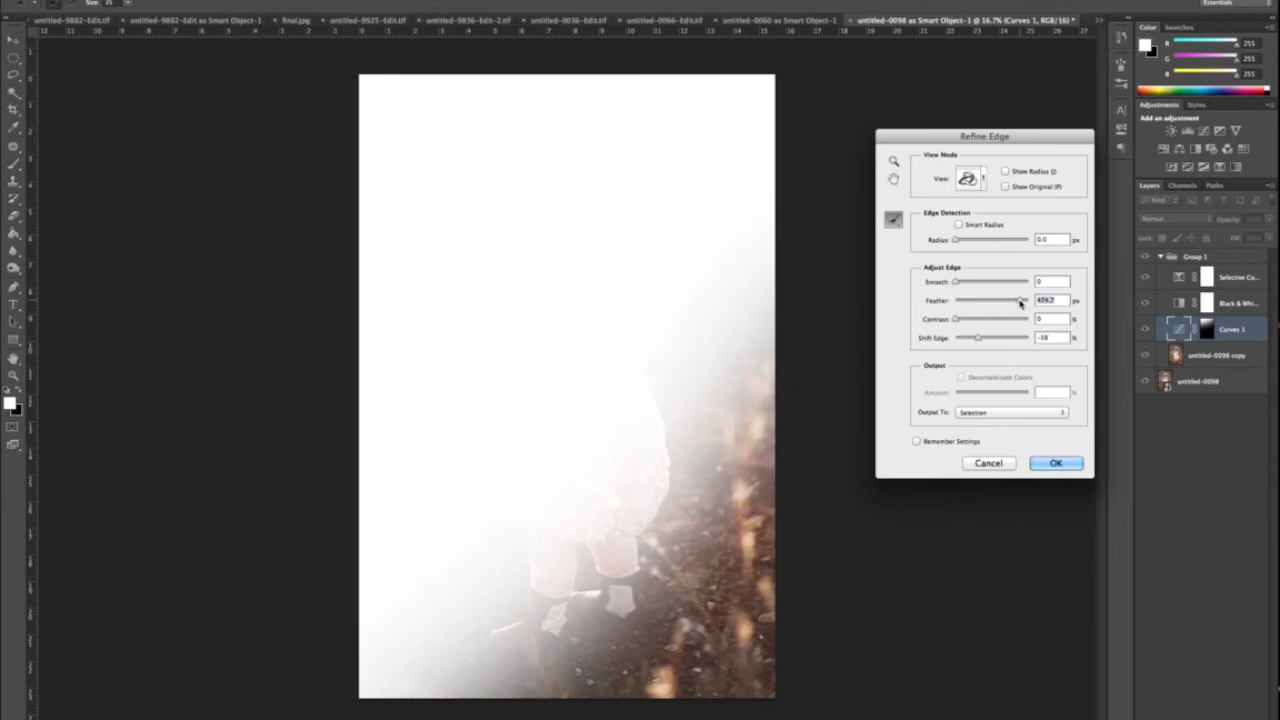 Size: 35
Essentials
untitled-9882-Edit.tif
untitled-9882-Edit as Smart Object-1
final.jpg
untitled-9925-Edit.tif
untitled-9836-Edit-2.tif
untitled-0036-Edit.tif
untitled-0066-Edit.tif
untitled-0060 as Smart Object-1
untitled-0098 as Smart Object-1 @ 16.7% (Curves 1, RGB/16) *
Color Swatches
R 255
G 255
B 255
Adjustments Styles
Add an adjustment
Layers Channels Paths
Kind
Normal Opacity:
Lock: Fill:
Group 1
Selective Co...
Black & Whi...
Curves 1
untitled-0098 copy
untitled-0098
Refine Edge
View Mode
View:
Show Radius (J)
Show Original (P)
Edge Detection
Smart Radius
Radius: 0.0 px
Adjust Edge
Smooth: 0
Feather: 424.7 px
Contrast: 0 %
Shift Edge: -38 %
Output
Decontaminate Colors
Amount: %
Output To: Selection
Remember Settings
Cancel OK